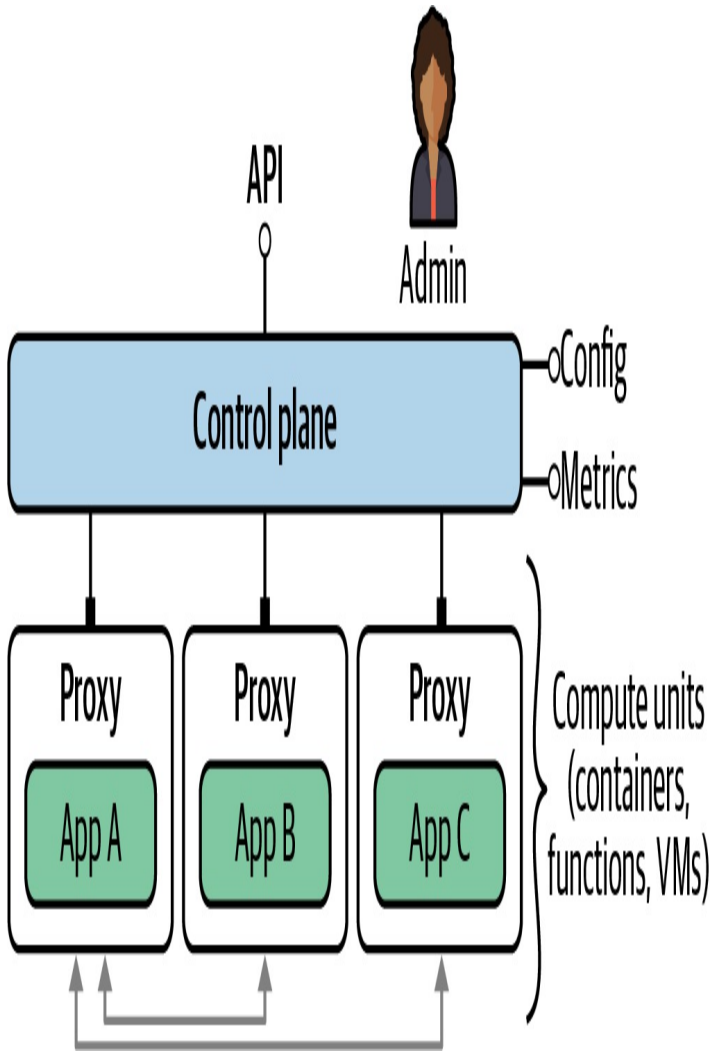 API
Admin
Control plane
Config
Metrics
Proxy
Proxy
Proxy
App A
App B
App C
Compute units
(containers,
functions, VMs)